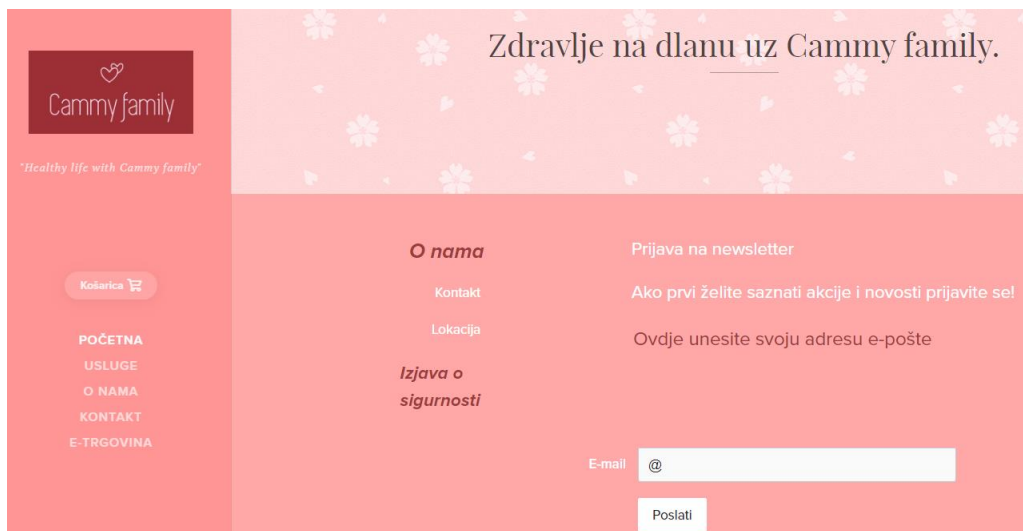 Cammy family
"Healthy life with Cammy family"
Košarica
POČETNA
USLUGE
O NAMA
KONTAKT
E-TRGOVINA
Zdravlje na dlanu uz Cammy family.
O nama
Kontakt
Lokacija
Izjava o
sigurnosti
Prijava na newsletter
Ako prvi želite saznati akcije i novosti prijavite se!
Ovdje unesite svoju adresu e-pošte
E-mail @
Poslati